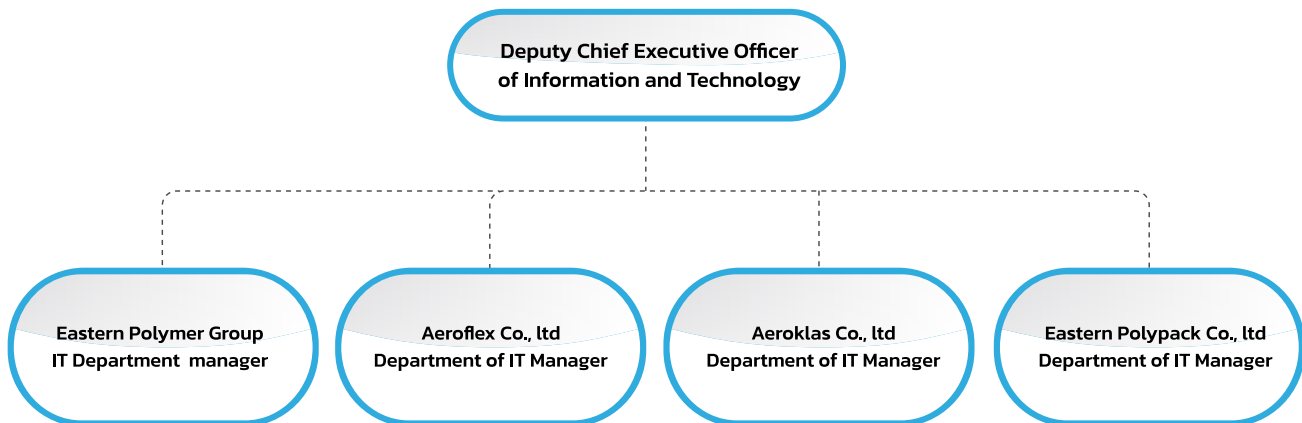 Deputy Chief Executive Officer
of Information and Technology
Eastern Polymer Group
IT Department manager
Aeroflex Co., ltd
Department of IT Manager
Aeroklas Co., ltd
Department of IT Manager
Eastern Polypack Co., ltd
Department of IT Manager